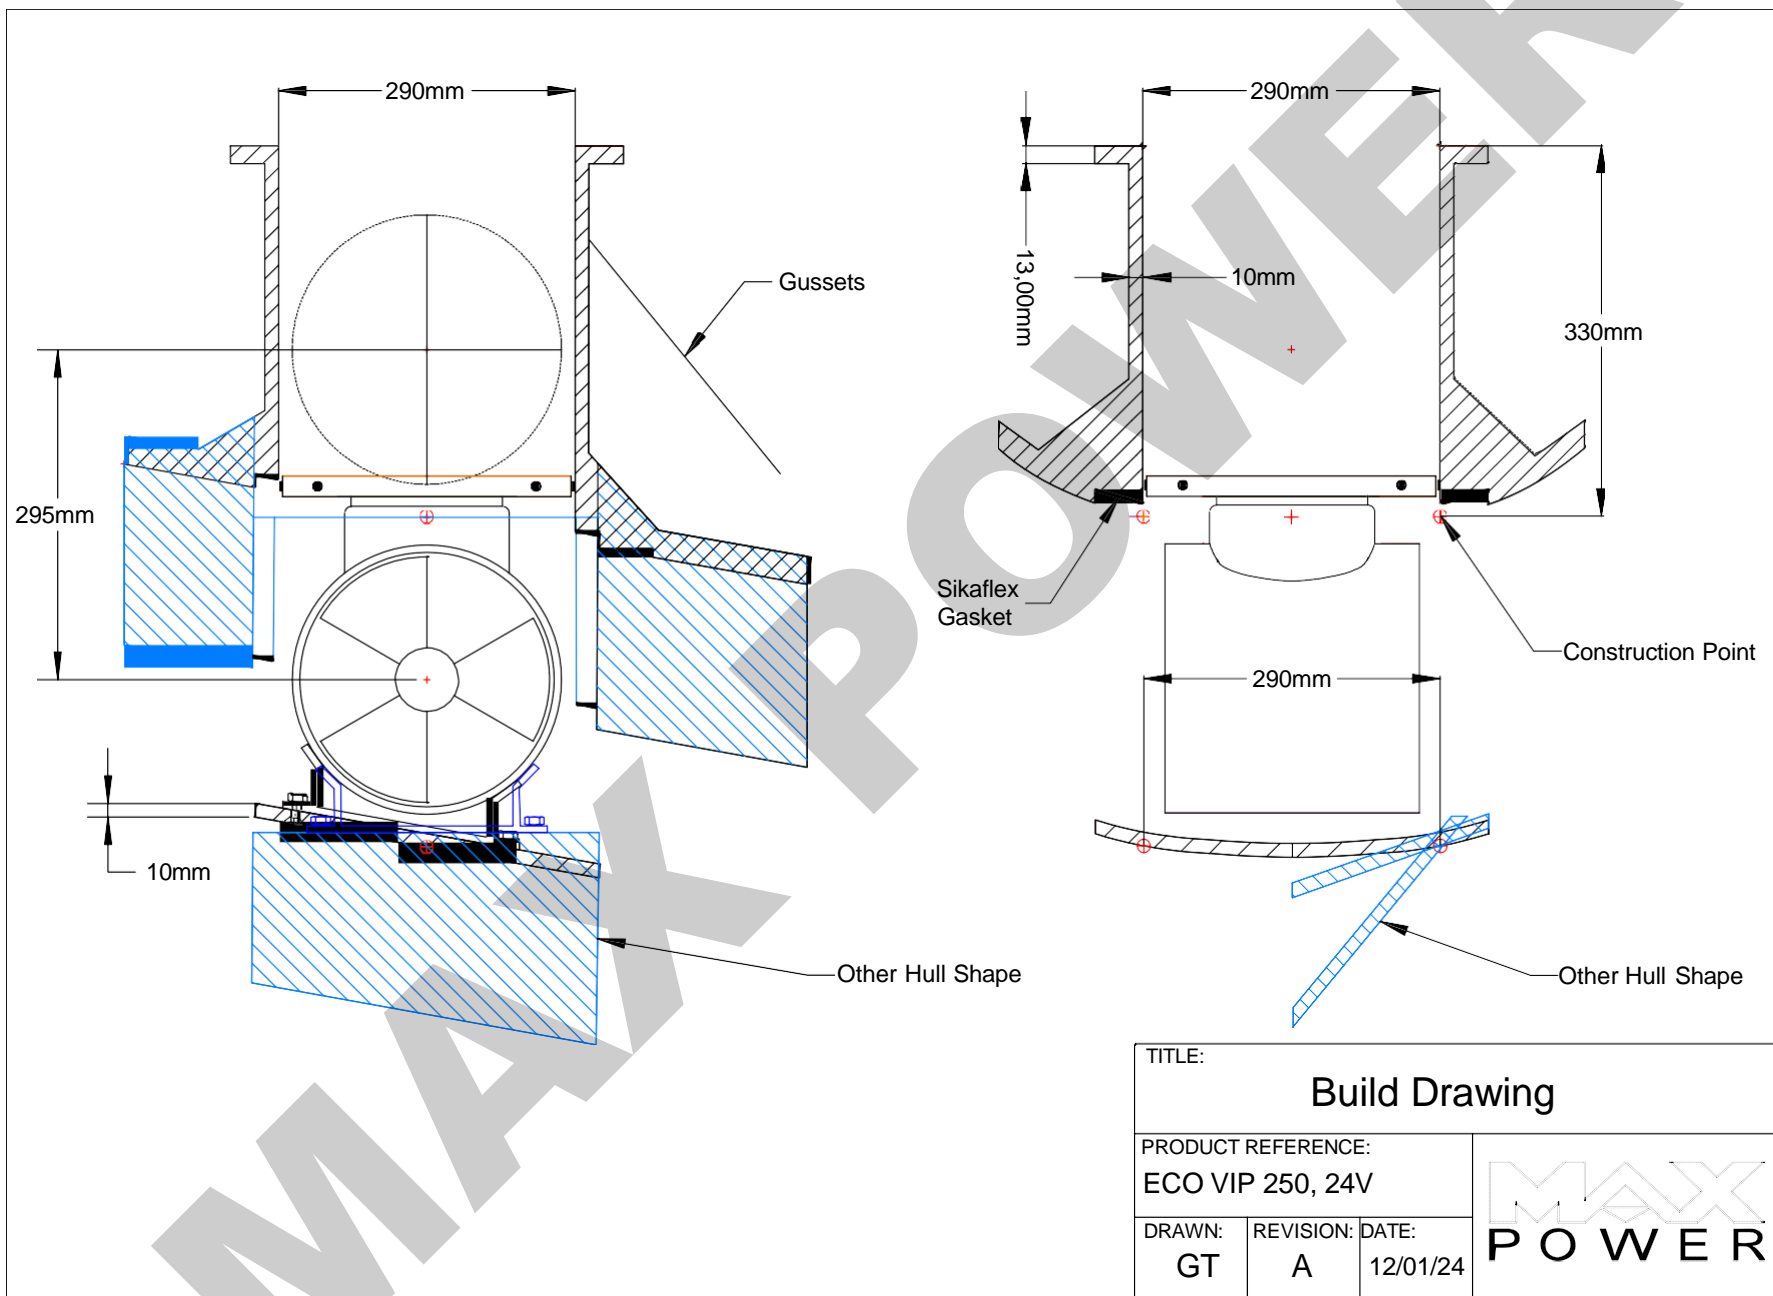 290mm
290mm
13,00mm
10mm
Gussets
330mm
295mm
Sikaflex
Gasket
Construction Point
290mm
10mm
Other Hull Shape
Other Hull Shape
MAX POWER
TITLE:
Build Drawing
PRODUCT REFERENCE:
ECO VIP 250, 24V
DRAWN:
GT
REVISION:
A
DATE:
12/01/24
MAX
POWER